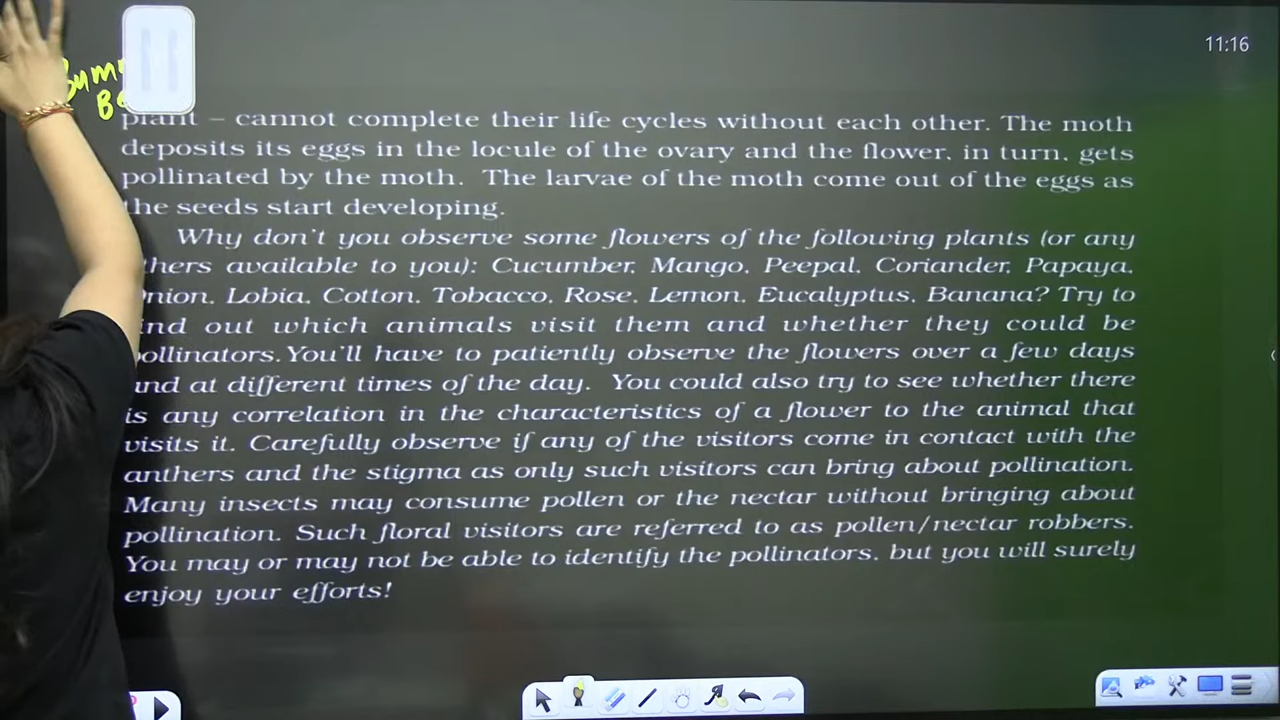 11:16
plant – cannot complete their life cycles without each other. The moth
deposits its eggs in the locule of the ovary and the flower, in turn, gets
pollinated by the moth. The larvae of the moth come out of the eggs as
the seeds start developing.
Why don't you observe some flowers of the following plants (or any
thers available to you): Cucumber, Mango, Peepal, Coriander, Papaya,
nion, Lobia, Cotton, Tobacco, Rose, Lemon, Eucalyptus, Banana? Try to
ind out which animals visit them and whether they could be
ollinators. You'll have to patiently observe the flowers over a few days
and at different times of the day. You could also try to see whether there
is any correlation in the characteristics of a flower to the animal that
visits it. Carefully observe if any of the visitors come in contact with the
anthers and the stigma as only such visitors can bring about pollination.
Many insects may consume pollen or the nectar without bringing about
pollination. Such floral visitors are referred to as pollen/nectar robbers.
You may or may not be able to identify the pollinators, but you will surely
enjoy your efforts!